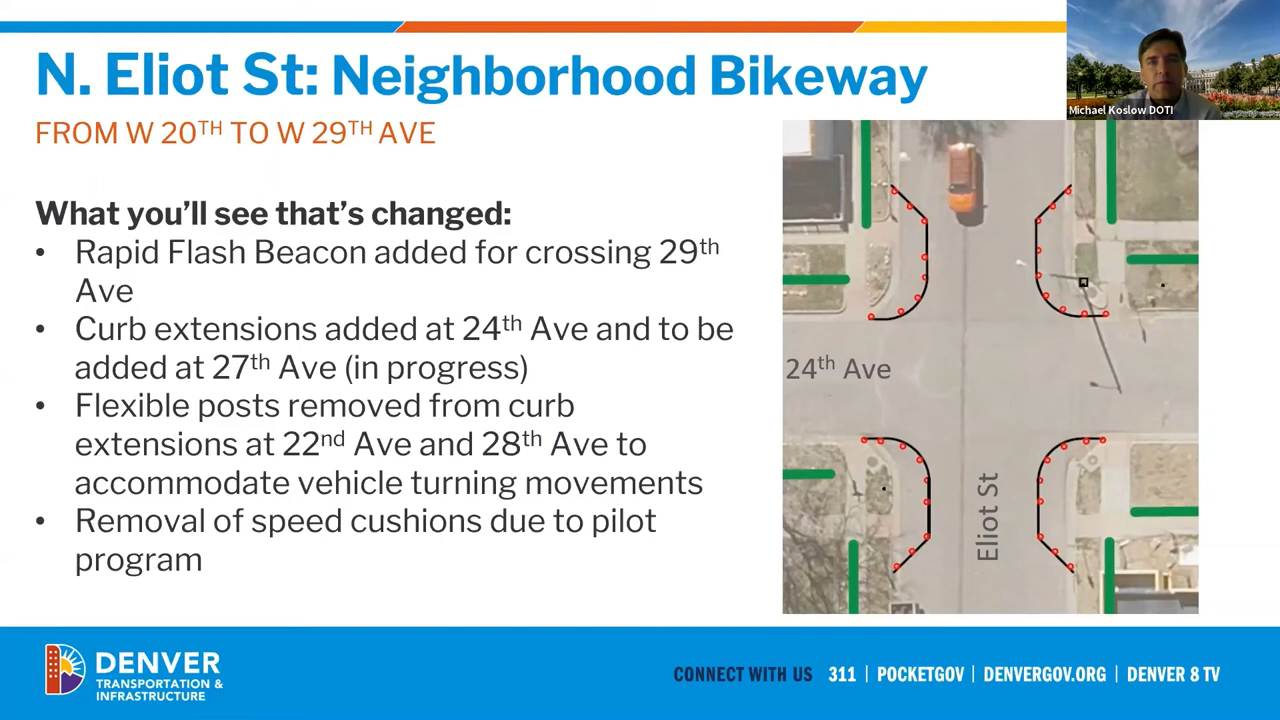 N. Eliot St: Neighborhood Bikeway
FROM W 20TH TO W 29TH AVE
Michael Koslow DOTI
What you'll see that's changed:
• Rapid Flash Beacon added for crossing 29th
Ave
• Curb extensions added at 24th Ave and to be
added at 27th Ave (in progress)
• Flexible posts removed from curb
extensions at 22nd Ave and 28th Ave to
accommodate vehicle turning movements
• Removal of speed cushions due to pilot
program
24th Ave
Eliot St
DENVER
TRANSPORTATION &
INFRASTRUCTURE
CONNECT WITH US 311 | POCKETGOV | DENVERGOV.ORG | DENVER 8 TV